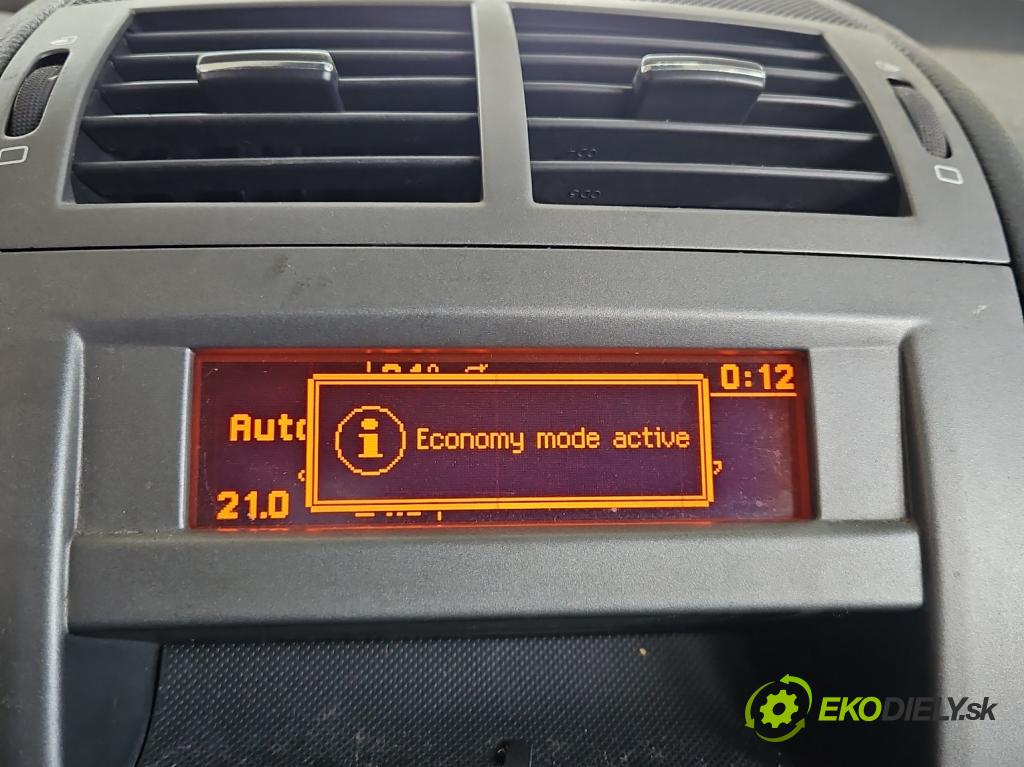 0:12
Auto
Economy mode active
21.0
EKODIELY.sk